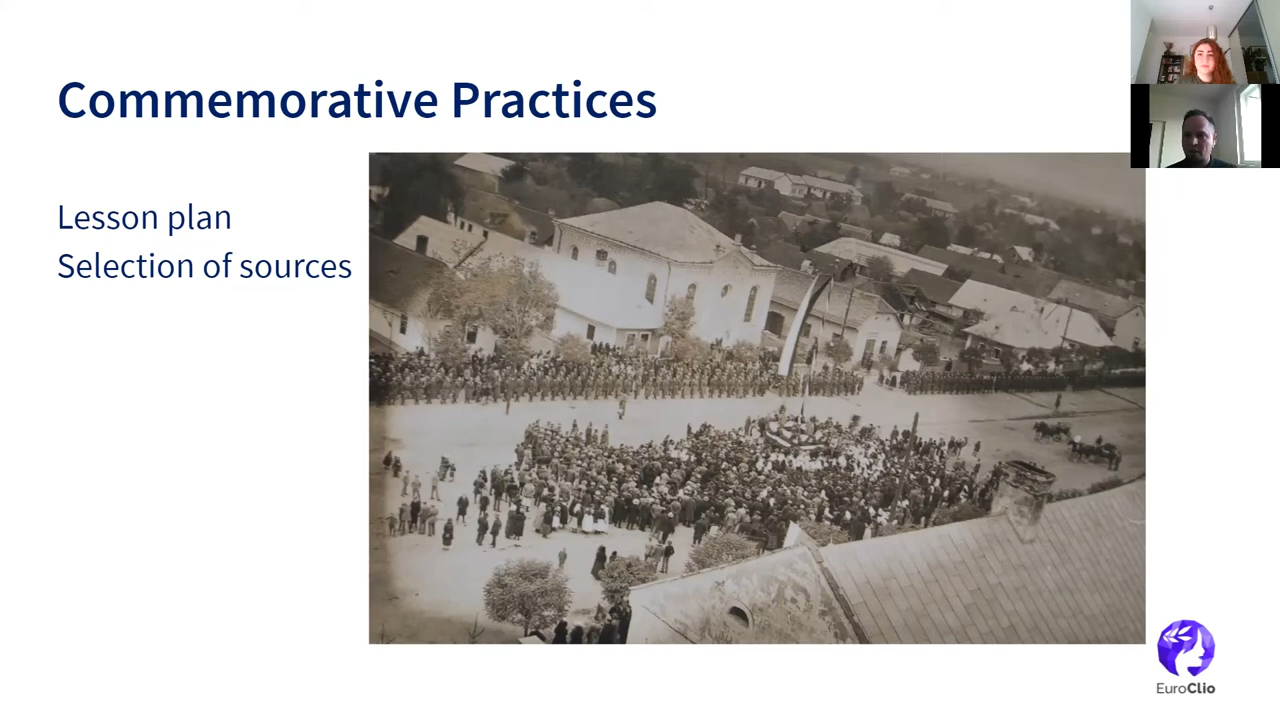 Commemorative Practices
Lesson plan
Selection of sources
EuroClio